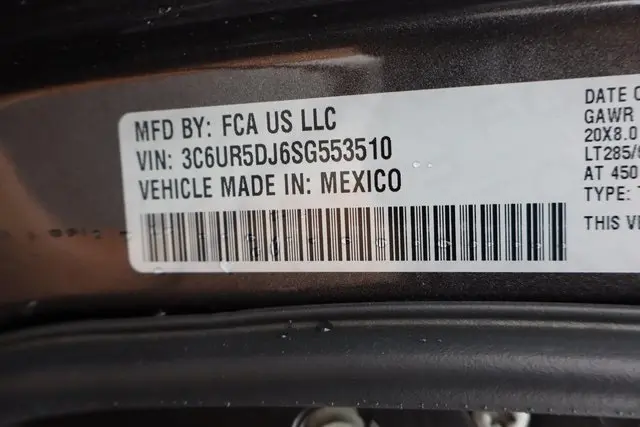 MFD BY: FCA US LLC
VIN: 3C6UR5DJ6SG553510
VEHICLE MADE IN: MEXICO
DATE O
GAWR
20X8.0
LT285/
AT 450
TYPE:
THIS VE